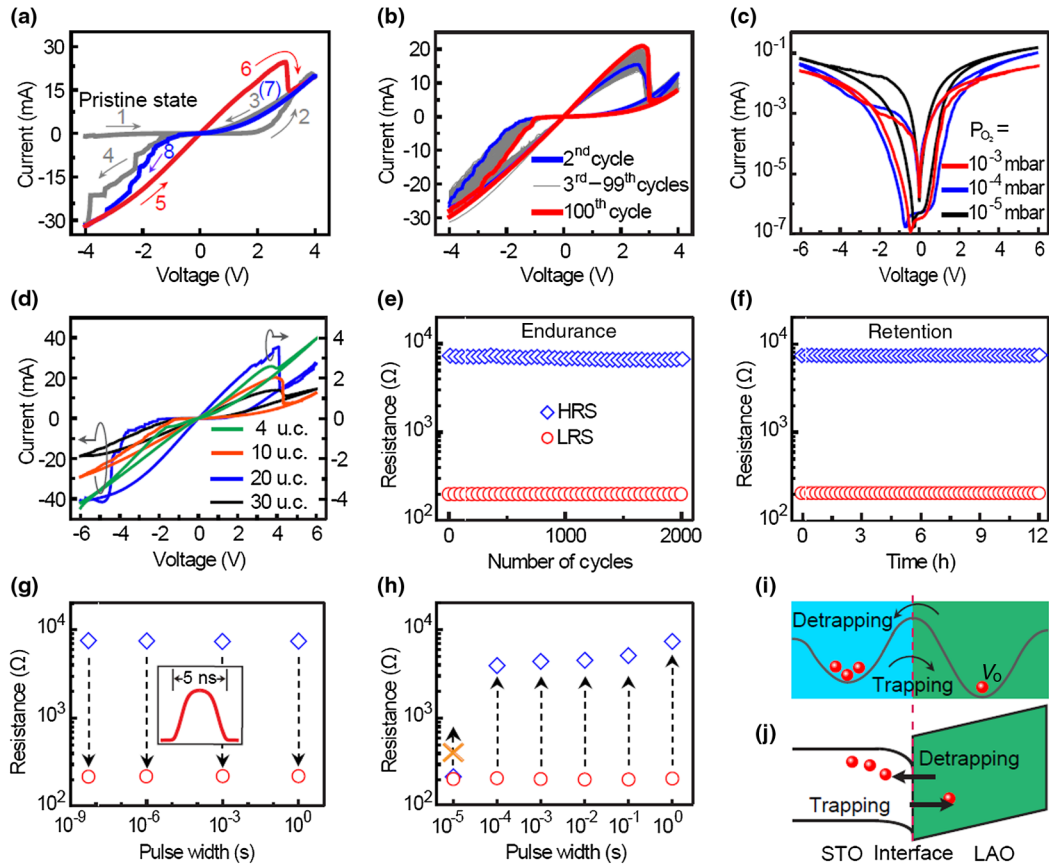 (a)
30
15
0
-15
-30
Current (mA)
Pristine state
1
2
3
(7)
4
5
6
8
-4 -2 0 2 4
Voltage (V)
(b)
20
10
0
-10
-20
-30
Current (mA)
2nd cycle
3rd–99th cycles
100th cycle
-4 -3 -2 -1 0 1 2 3 4
Voltage (V)
(c)
10-1
10-3
10-5
10-7
Current (mA)
PO2 =
10-3 mbar
10-4 mbar
10-5 mbar
-6 -4 -2 0 2 4 6
Voltage (V)
(d)
40
20
0
-20
-40
Current (mA)
4
2
0
-2
-4
4 u.c.
10 u.c.
20 u.c.
30 u.c.
-6 -4 -2 0 2 4 6
Voltage (V)
(e)
Endurance
104
103
102
Resistance (Ω)
HRS
LRS
0 1000 2000
Number of cycles
(f)
Retention
104
103
102
Resistance (Ω)
0 3 6 9 12
Time (h)
(g)
104
103
102
Resistance (Ω)
5 ns
10-9 10-6 10-3 100
Pulse width (s)
(h)
104
103
102
Resistance (Ω)
10-5 10-4 10-3 10-2 10-1 100
Pulse width (s)
(i)
Detrapping
Trapping
Vo
(j)
Detrapping
Trapping
STO Interface LAO